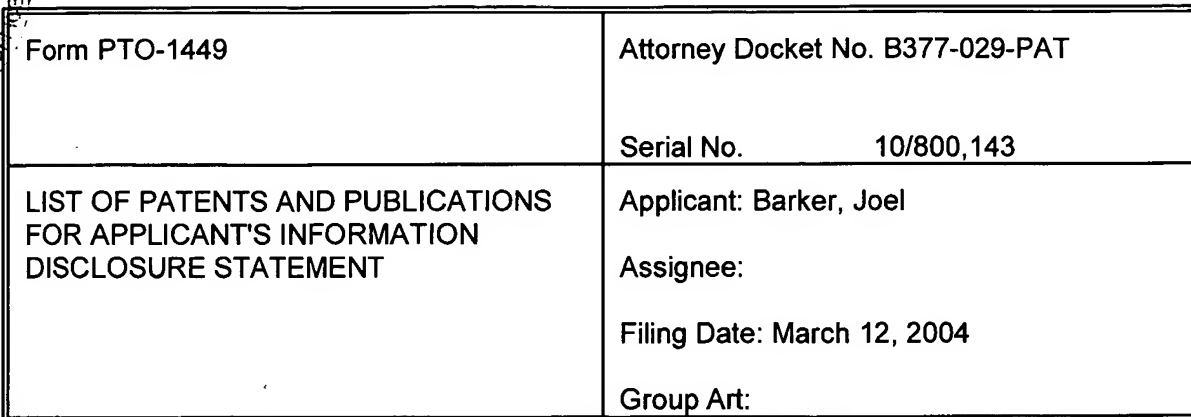 Form PTO-1449
Attorney Docket No. B377-029-PAT
Serial No. 10/800,143
LIST OF PATENTS AND PUBLICATIONS
FOR APPLICANT'S INFORMATION
DISCLOSURE STATEMENT
Applicant: Barker, Joel
Assignee:
Filing Date: March 12, 2004
Group Art: